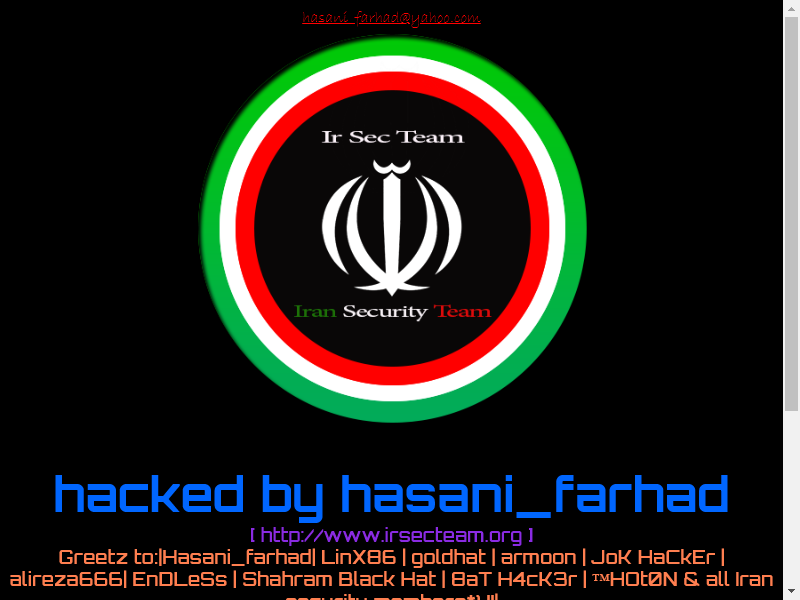 hasani_farhad@yahoo.com
Ir Sec Team
Iran Security Team
hacked by hasani_farhad
[ http://www.irsecteam.org ]
Greetz to:|Hasani_farhad| LinX86 | goldhat | armoon | JoK HaCkEr |
alireza666| EnDLeSs | Shahram Black Hat | 8aT H4cK3r | ™HOt0N & all Iran